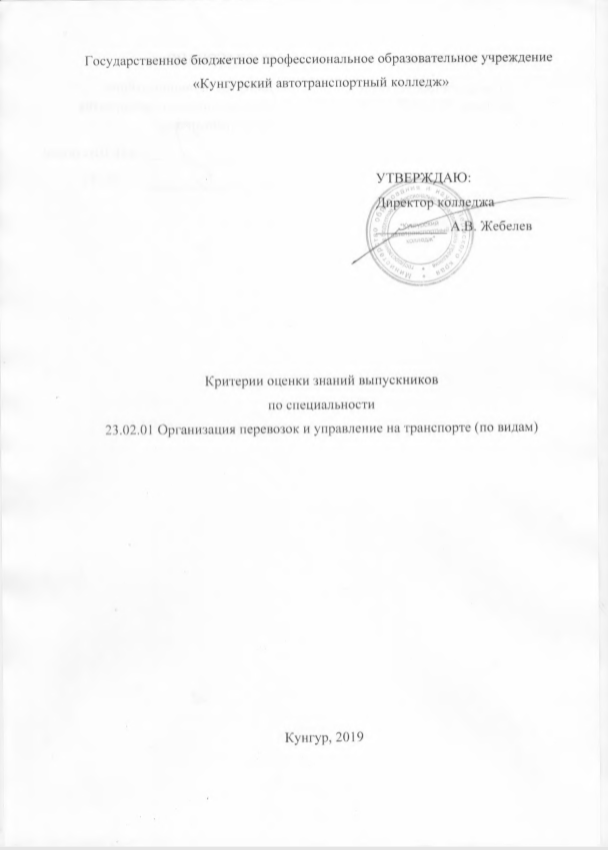 Государственное бюджетное профессиональное образовательное учреждение
«Кунгурский автотранспортный колледж»
УТВЕРЖДАЮ:
Директор колледжа
А.В. Жебелев
Критерии оценки знаний выпускников
по специальности
23.02.01 Организация перевозок и управление на транспорте (по видам)
Кунгур, 2019